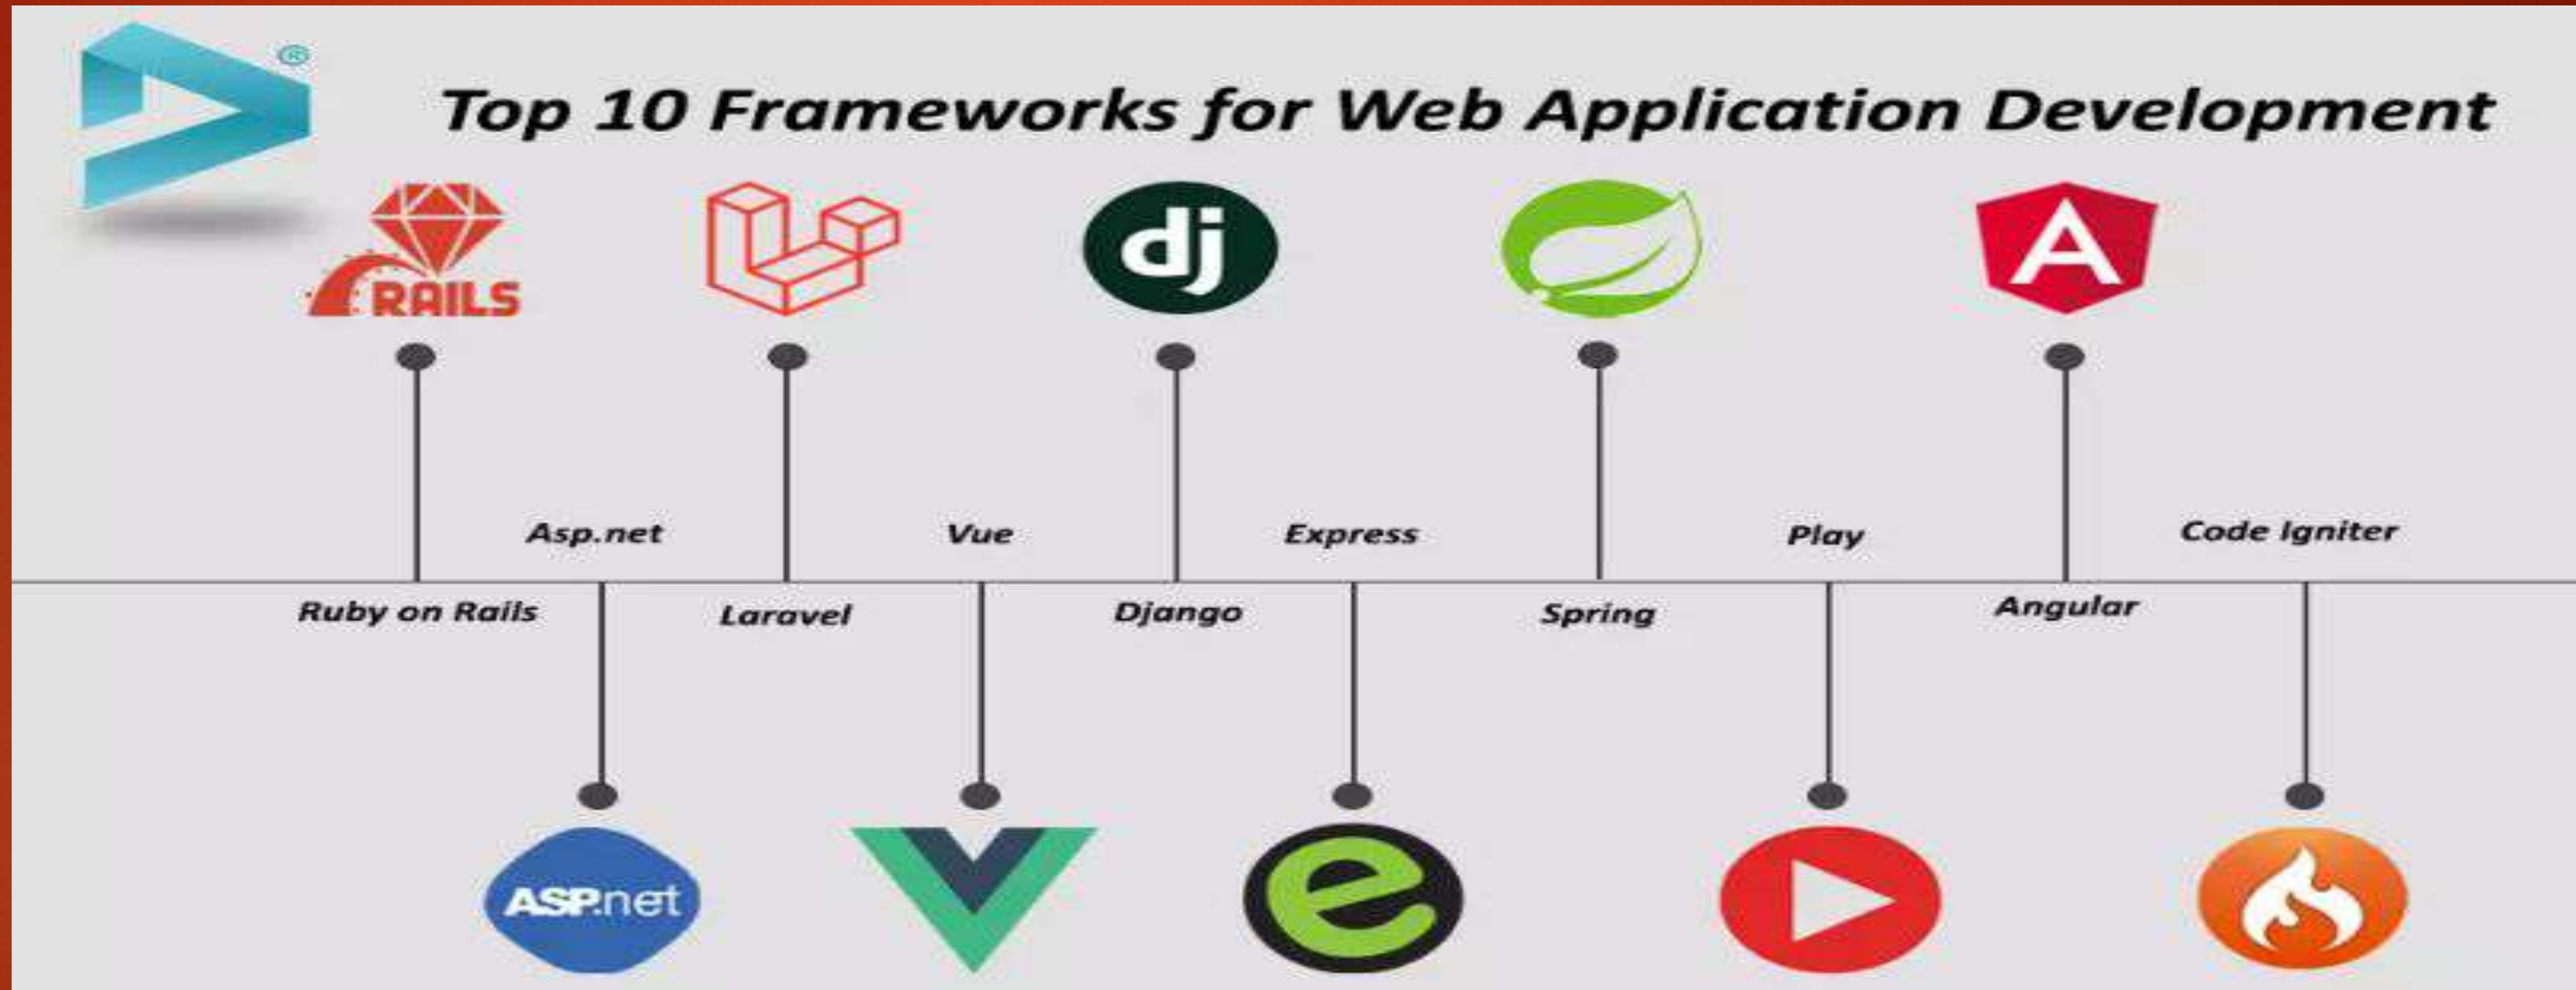 ®
Top 10 Frameworks for Web Application Development
RAILS
dj
A
Asp.net
Vue
Express
Play
Code Igniter
Ruby on Rails
Laravel
Django
Spring
Angular
ASP.net
e